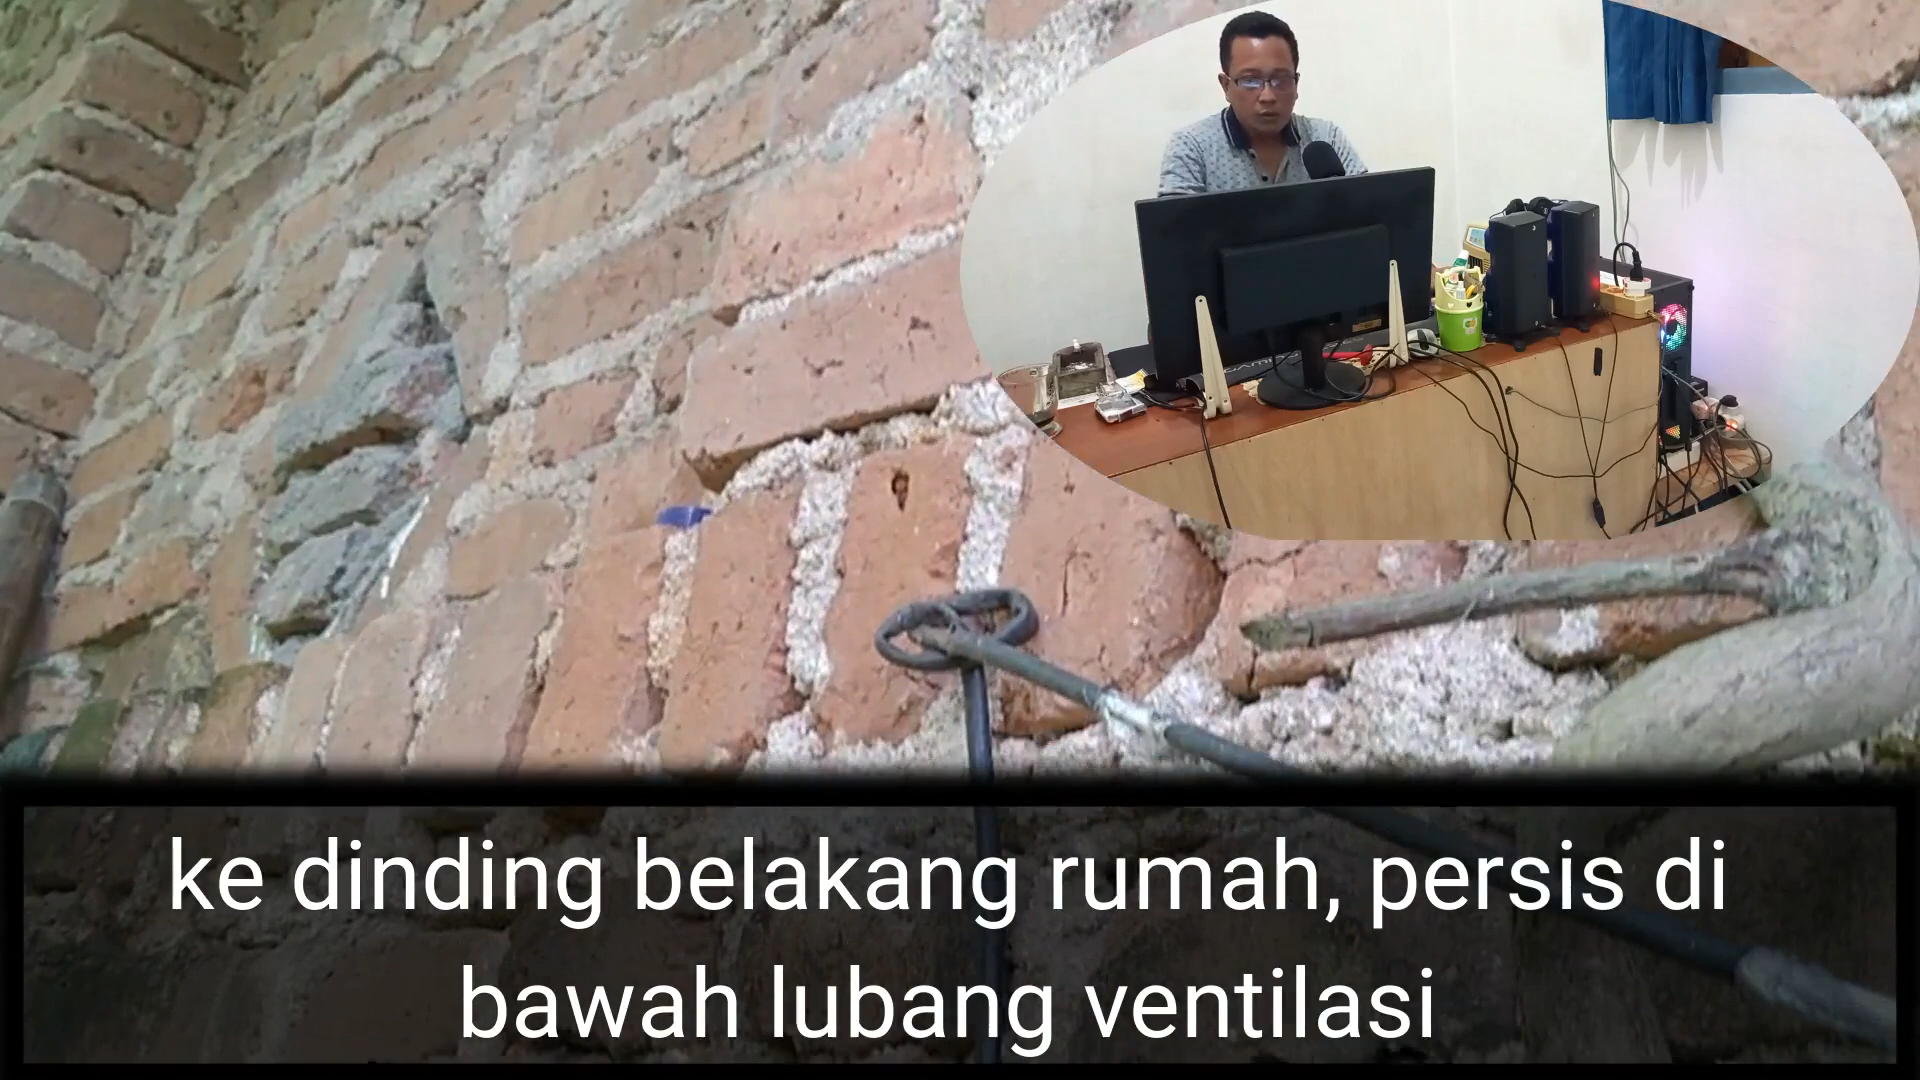 ke dinding belakang rumah, persis di
bawah lubang ventilasi